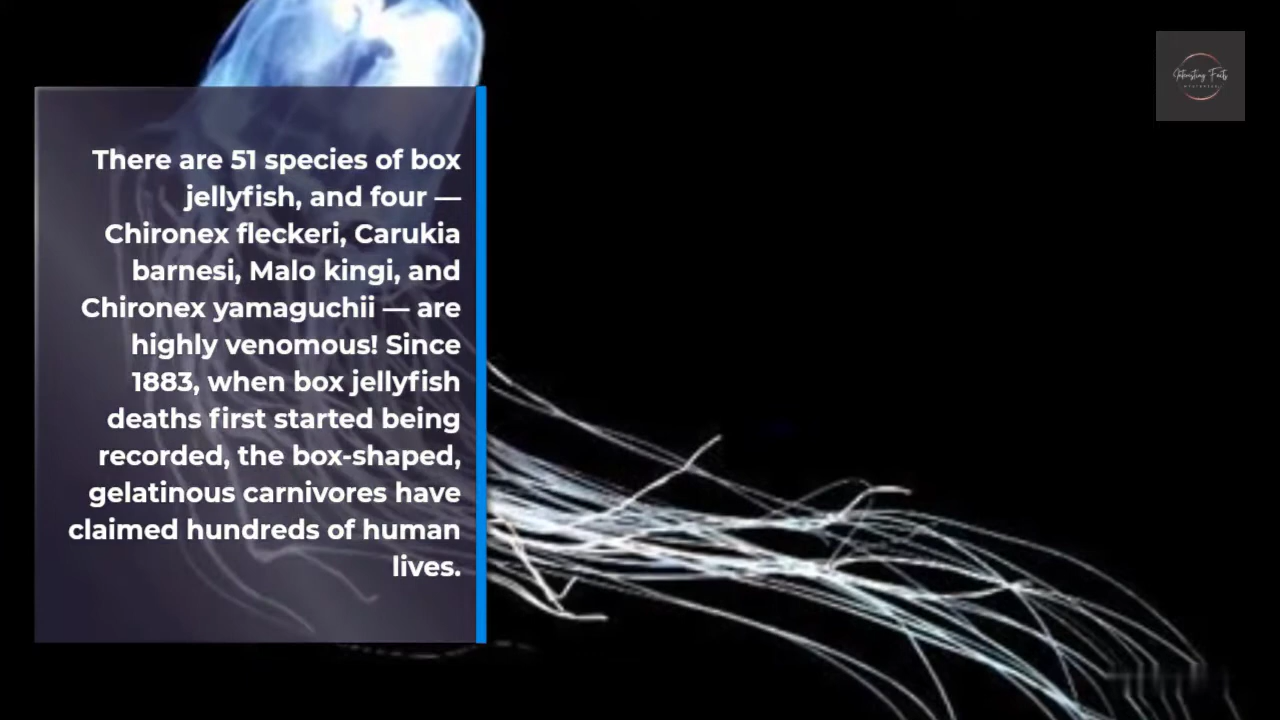 There are 51 species of box
jellyfish, and four —
Chironex fleckeri, Carukia
barnesi, Malo kingi, and
Chironex yamaguchii — are
highly venomous! Since
1883, when box jellyfish
deaths first started being
recorded, the box-shaped,
gelatinous carnivores have
claimed hundreds of human
lives.
Interesting Facts